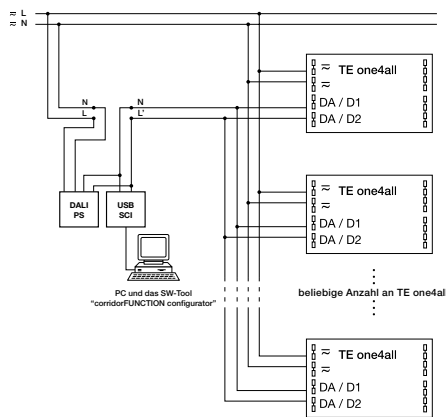 ≂ L
≂ N
≂ TE one4all
≂
DA / D1
DA / D2
N
L
N
L'
DALI
PS
USB
SCI
≂ TE one4all
≂
DA / D1
DA / D2
PC und das SW-Tool
"corridorFUNCTION configurator"
beliebige Anzahl an TE one4all
≂ TE one4all
≂
DA / D1
DA / D2